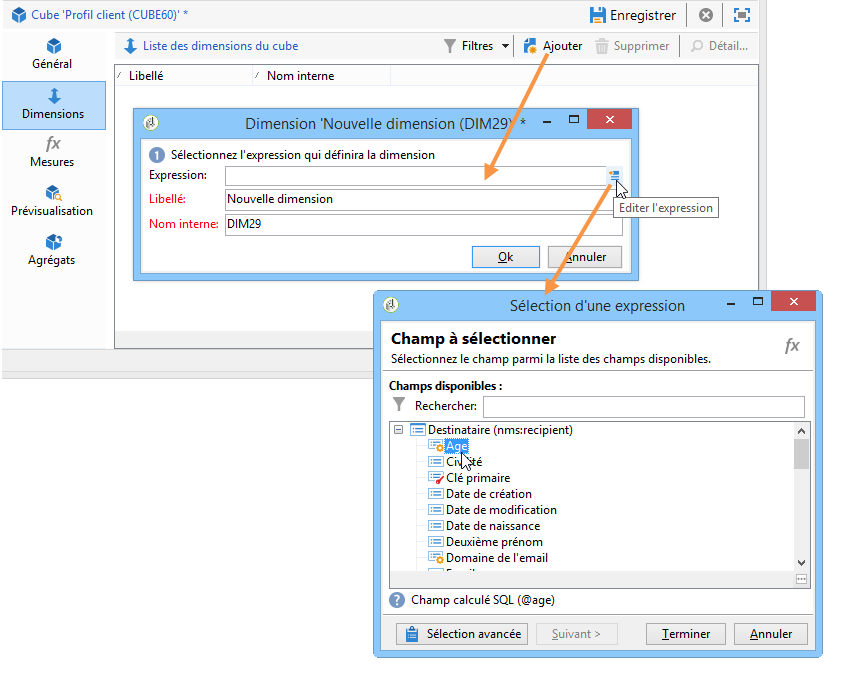 Cube 'Profil client (CUBE60)' *
Enregistrer
Général
Dimensions
fx
Mesures
Prévisualisation
Agrégats
Liste des dimensions du cube
Filtres
Ajouter
Supprimer
Détail...
Libellé
Nom interne
Dimension 'Nouvelle dimension (DIM29)' *
1 Sélectionnez l'expression qui définira la dimension
Expression:
Editer l'expression
Libellé: Nouvelle dimension
Nom interne: DIM29
Ok
Annuler
Sélection d'une expression
Champ à sélectionner
Sélectionnez le champ parmi la liste des champs disponibles.
fx
Champs disponibles :
Rechercher:
Destinataire (nms:recipient)
Age
Civilité
Clé primaire
Date de création
Date de modification
Date de naissance
Deuxième prénom
Domaine de l'email
? Champ calculé SQL (@age)
Sélection avancée
Suivant >
Terminer
Annuler